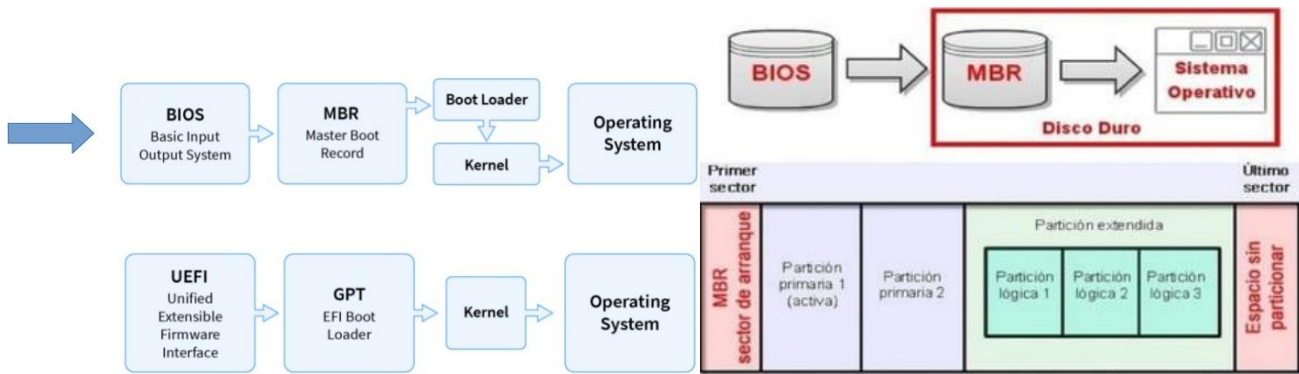 BIOS
Basic Input
Output System
MBR
Master Boot
Record
Boot Loader
Kernel
Operating
System
UEFI
Unified
Extensible
Firmware
Interface
GPT
EFI Boot
Loader
Kernel
Operating
System
BIOS
MBR
Sistema
Operativo
Disco Duro
Primer
sector
Último
sector
MBR
sector de arranque
Partición
primaria 1
(activa)
Partición
primaria 2
Partición extendida
Partición
lógica 1
Partición
lógica 2
Partición
lógica 3
Espacio sin
particionar